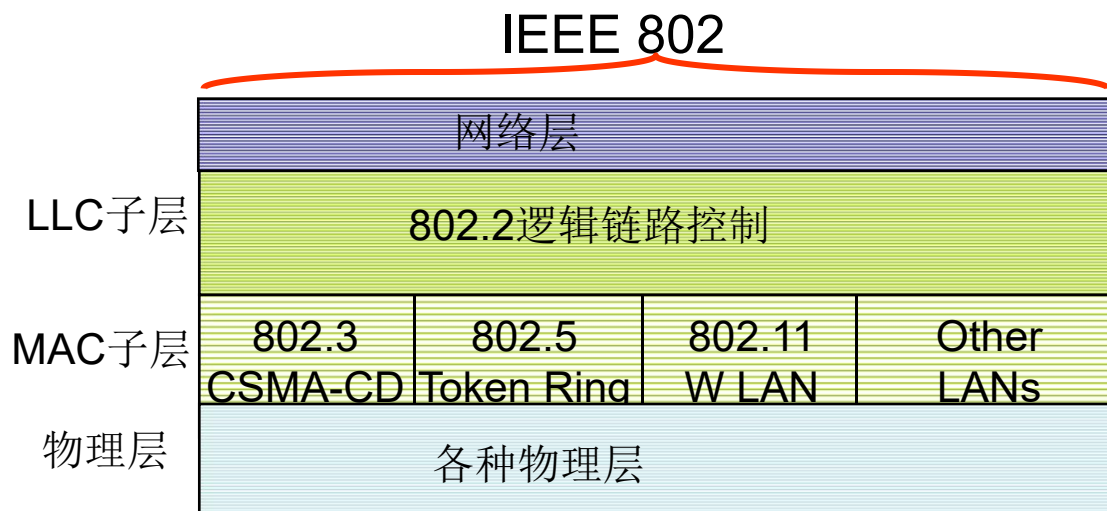 IEEE 802
网络层
LLC子层
802.2逻辑链路控制
MAC子层
802.3
CSMA-CD
802.5
Token Ring
802.11
W LAN
Other
LANs
物理层
各种物理层